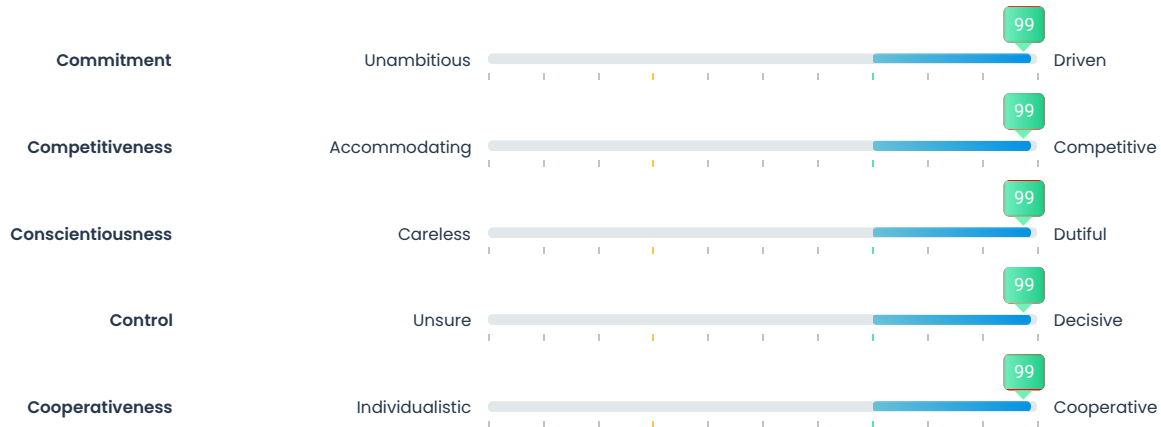 99
Commitment Unambitious Driven
99
Competitiveness Accommodating Competitive
99
Conscientiousness Careless Dutiful
99
Control Unsure Decisive
99
Cooperativeness Individualistic Cooperative